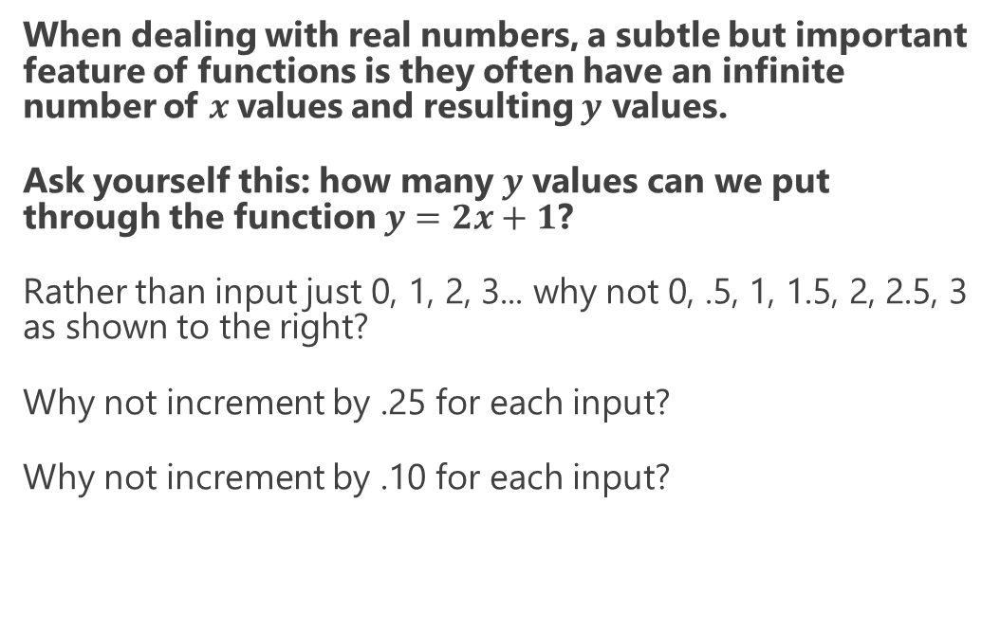 When dealing with real numbers, a subtle but important
feature of functions is they often have an infinite
number of x values and resulting y values.
Ask yourself this: how many y values can we put
through the function y = 2x + 1?
Rather than input just 0, 1, 2, 3... why not 0, .5, 1, 1.5, 2, 2.5, 3
as shown to the right?
Why not increment by .25 for each input?
Why not increment by .10 for each input?